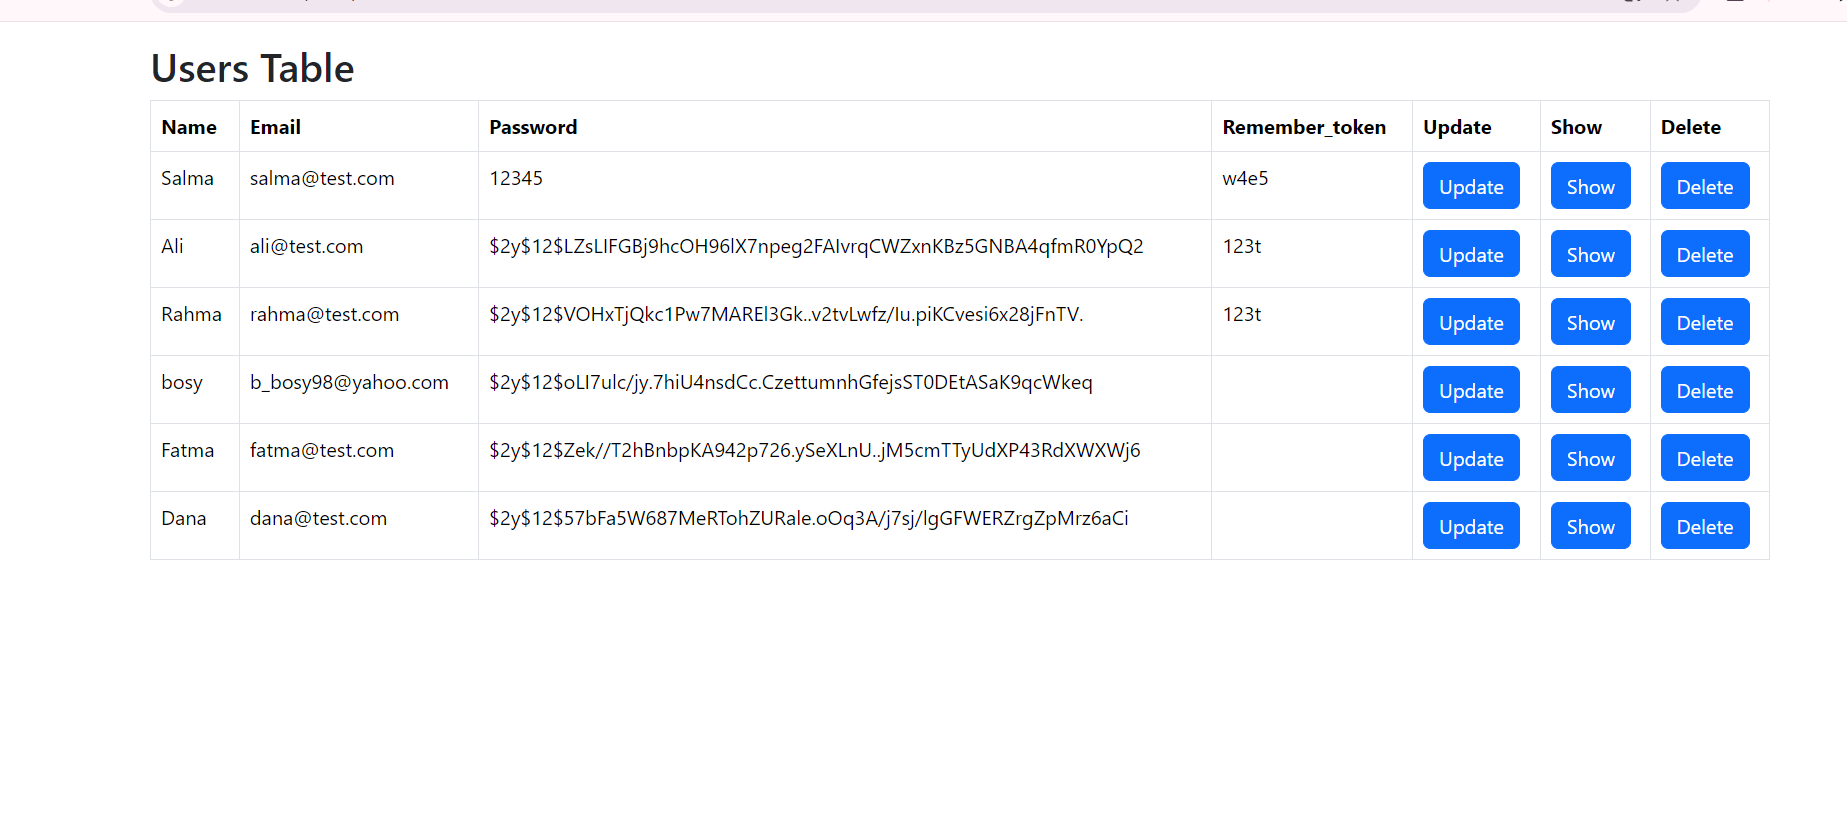 Users Table
Name Email Password Remember_token Update Show Delete
Salma salma@test.com 12345 w4e5 Update Show Delete
Ali ali@test.com $2y$12$LZsLIFGBj9hcOH96lX7npeg2FAIvrqCWZxnKBz5GNBA4qfmR0YpQ2 123t Update Show Delete
Rahma rahma@test.com $2y$12$VOHxTjQkc1Pw7MAREl3Gk..v2tvLwfz/Iu.piKCvesi6x28jFnTV. 123t Update Show Delete
bosy b_bosy98@yahoo.com $2y$12$oLI7ulc/jy.7hiU4nsdCc.CzettumnhGfejsST0DEtASaK9qcWkeq Update Show Delete
Fatma fatma@test.com $2y$12$Zek//T2hBnbpKA942p726.ySeXLnU..jM5cmTTyUdXP43RdXWXWj6 Update Show Delete
Dana dana@test.com $2y$12$57bFa5W687MeRTohZURale.oOq3A/j7sj/lgGFWERZrgZpMrz6aCi Update Show Delete